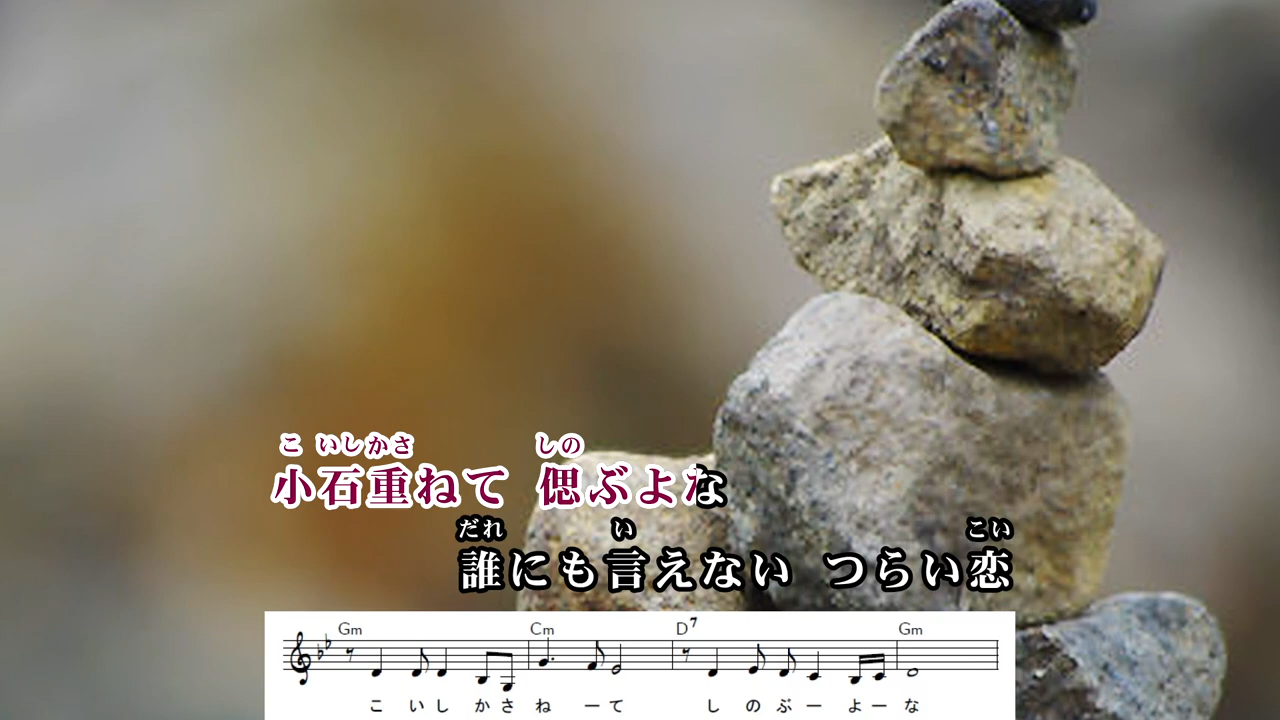 こいしかさ しの
小石重ねて 偲ぶよな
だれ い こい
誰にも言えない つらい恋
Gm Cm D7 Gm
こ いし かさ ね ーて し の ぶ ー よー な